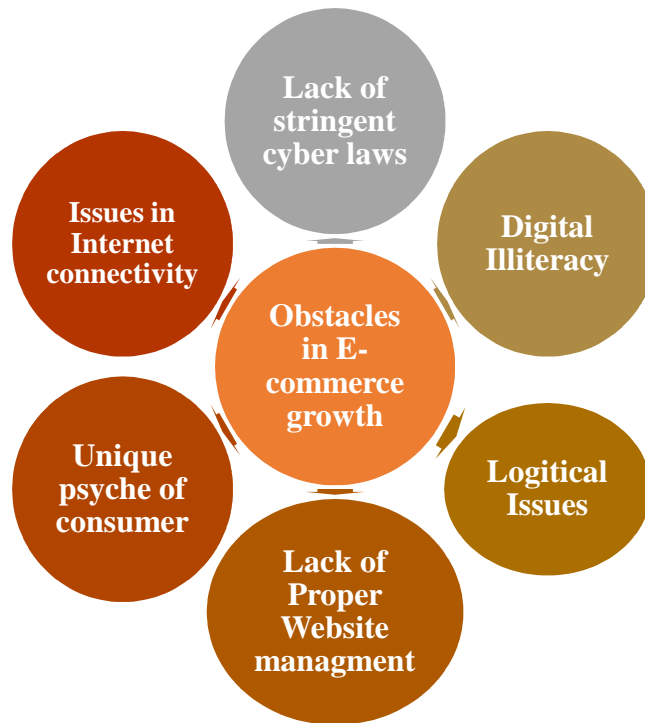 Lack of
stringent
cyber laws
Issues in
Internet
connectivity
Digital
Illiteracy
Obstacles
in E-
commerce
growth
Unique
psyche of
consumer
Logitical
Issues
Lack of
Proper
Website
managment